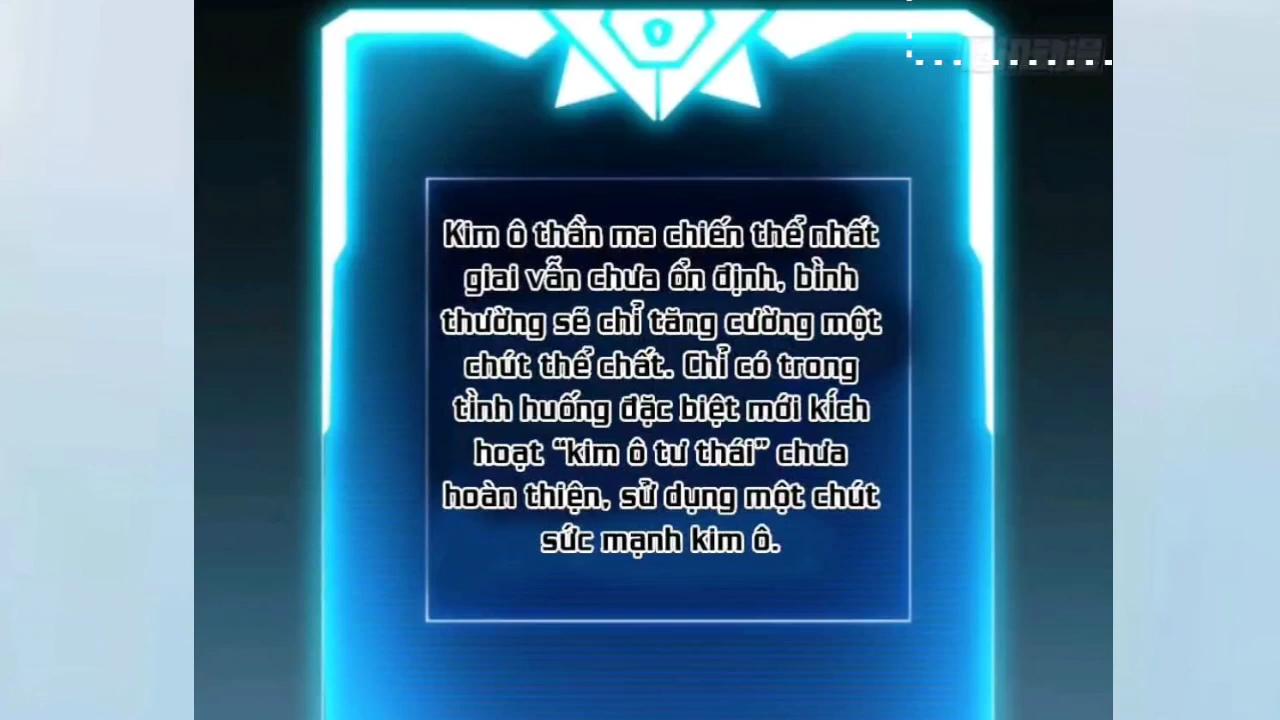 Kim ô thần ma chiến thể nhất
giai vẫn chưa ổn định, bình
thường sẽ chỉ tăng cường một
chút thể chất. Chỉ có trong
tình huống đặc biệt mới kích
hoạt “kim ô tư thái” chưa
hoàn thiện, sử dụng một chút
sức mạnh kim ô.